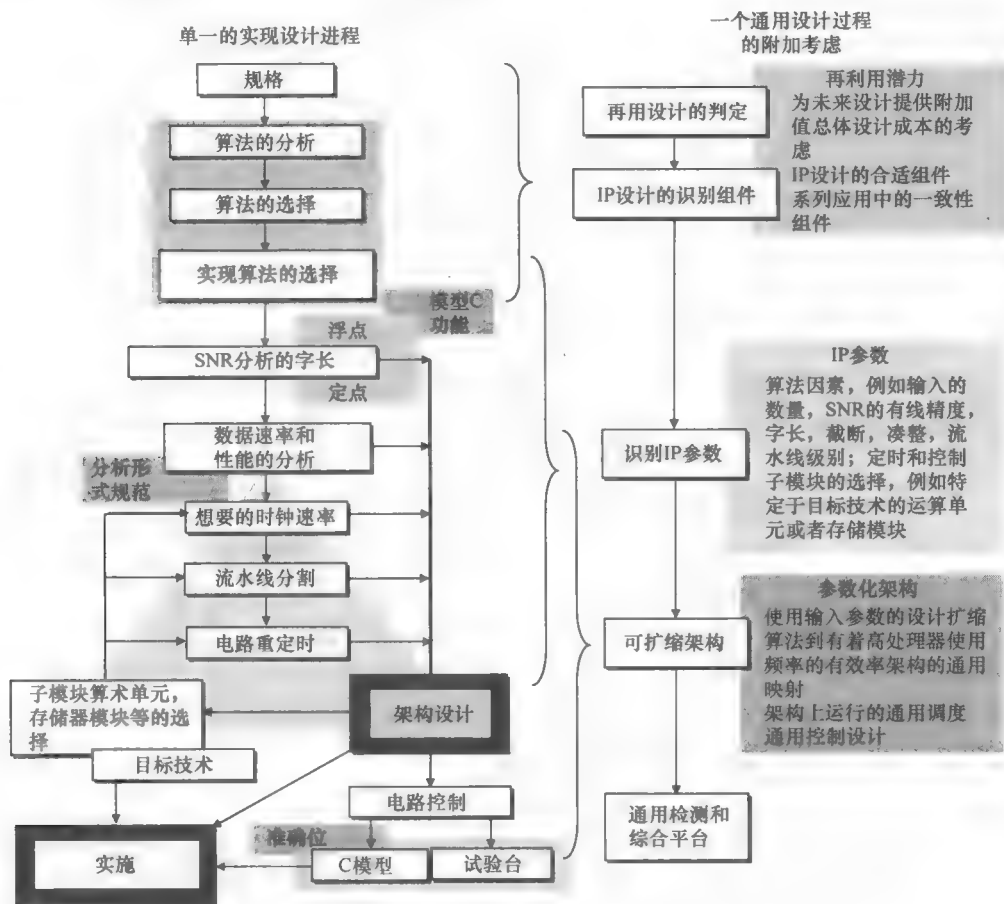 单一的实现设计进程
规格
算法的分析
算法的选择
实现算法的选择
模型C
功能
浮点
SNR分析的字长
定点
数据速率和
性能的分析
分析形
式规范
想要的时钟速率
流水线分割
电路重定时
子模块算术单元，
存储器模块等的选
择
目标技术
架构设计
电路控制
准确位
实施
C模型
试验台
一个通用设计过程
的附加考虑
再用设计的判定
IP设计的识别组件
再利用潜力
为未来设计提供附加
值总体设计成本的考
虑
IP设计的合适组件
系列应用中的一致性
组件
识别IP参数
IP参数
算法因素，例如输入的
数量，SNR的有线精度，
字长，截断，凑整，流
水线级别；定时和控制
子模块的选择，例如特
定于目标技术的运算单
元或者存储模块
可扩缩架构
参数化架构
使用输入参数的设计扩缩
算法到有着高处理器使用
频率的有效率架构的通用
映射
架构上运行的通用调度
通用控制设计
通用检测和
综合平台